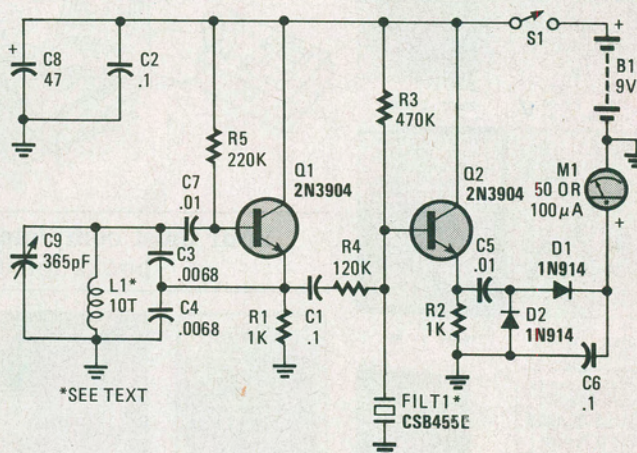 +
C8
47
C2
.1
S1
+
B1
9V
R5
220K
R3
470K
Q1
2N3904
Q2
2N3904
M1
50 OR
100µA
+
C7
.01
C9
365pF
L1*
10T
C3
.0068
C4
.0068
R4
120K
C5
.01
D1
1N914
R1
1K
C1
.1
R2
1K
D2
1N914
C6
.1
*SEE TEXT
FILT1*
CSB455E